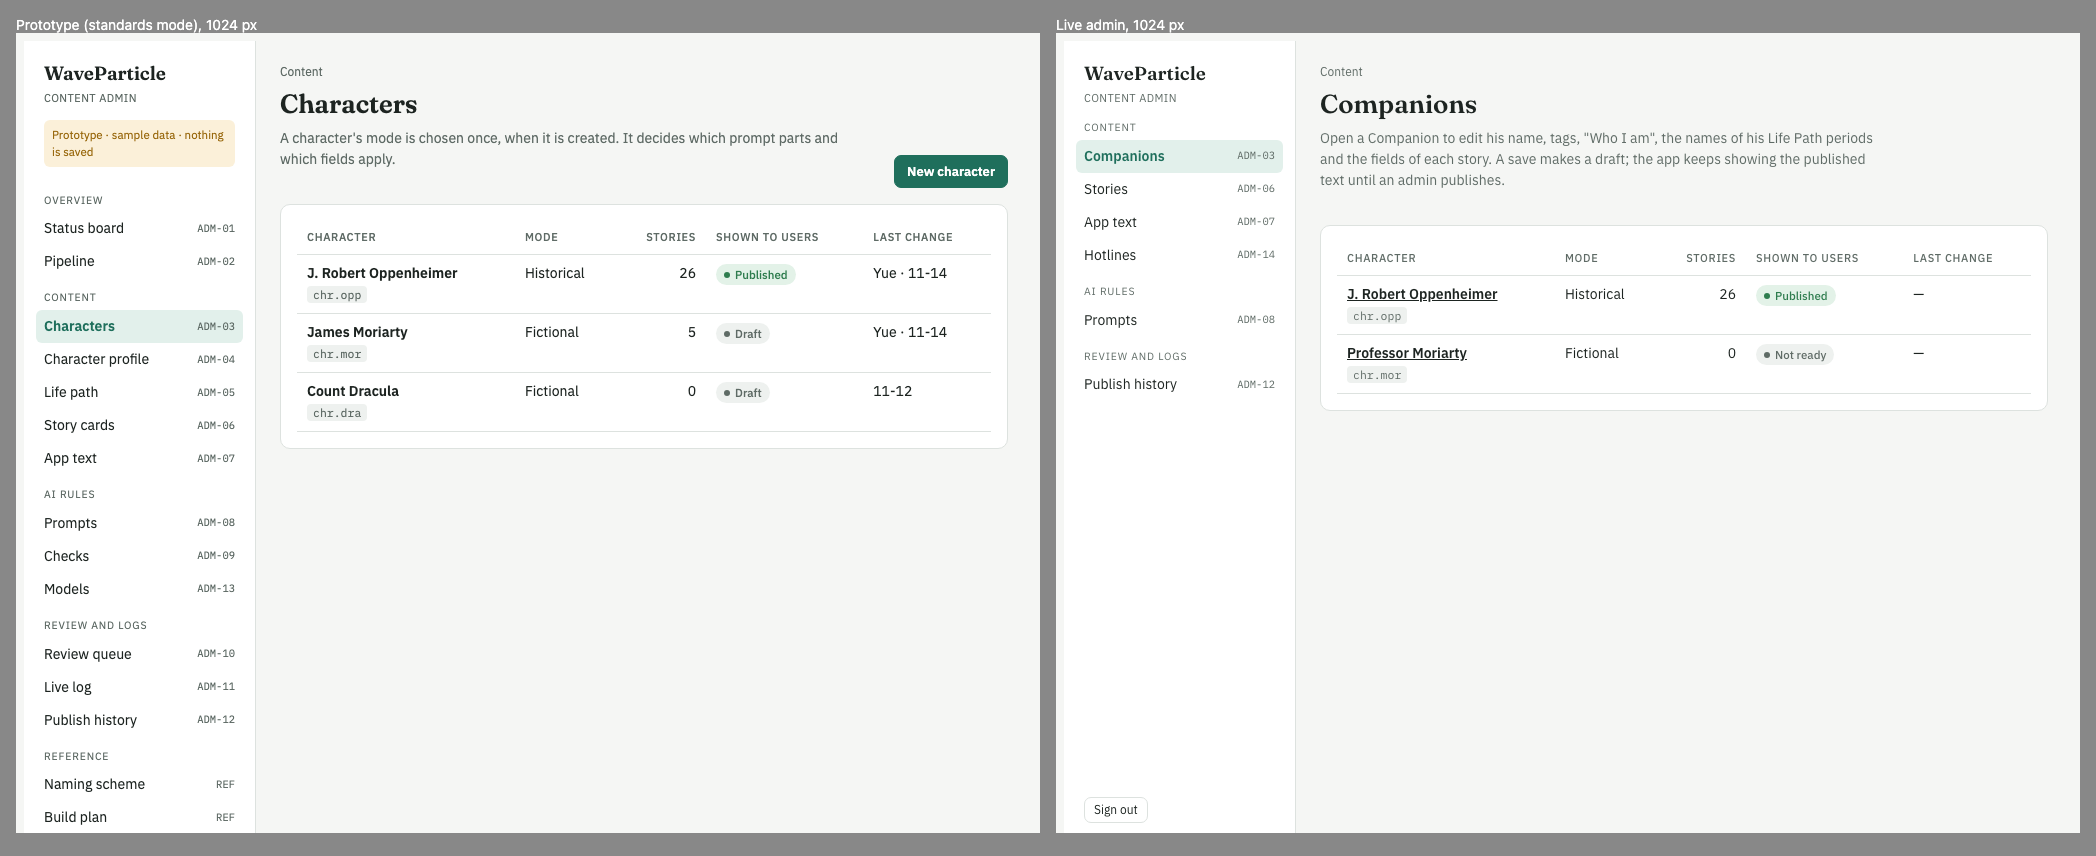 Prototype (standards mode), 1024 px
WaveParticle
CONTENT ADMIN
Prototype · sample data · nothing
is saved
OVERVIEW
Status board ADM-01
Pipeline ADM-02
CONTENT
Characters ADM-03
Character profile ADM-04
Life path ADM-05
Story cards ADM-06
App text ADM-07
AI RULES
Prompts ADM-08
Checks ADM-09
Models ADM-13
REVIEW AND LOGS
Review queue ADM-10
Live log ADM-11
Publish history ADM-12
REFERENCE
Naming scheme REF
Build plan REF
Content
Characters
A character's mode is chosen once, when it is created. It decides which prompt parts and
which fields apply.
New character
CHARACTER MODE STORIES SHOWN TO USERS LAST CHANGE
J. Robert Oppenheimer Historical 26 Published Yue · 11-14
chr.opp
James Moriarty Fictional 5 Draft Yue · 11-14
chr.mor
Count Dracula Fictional 0 Draft 11-12
chr.dra
Live admin, 1024 px
WaveParticle
CONTENT ADMIN
CONTENT
Companions ADM-03
Stories ADM-06
App text ADM-07
Hotlines ADM-14
AI RULES
Prompts ADM-08
REVIEW AND LOGS
Publish history ADM-12
Sign out
Content
Companions
Open a Companion to edit his name, tags, "Who I am", the names of his Life Path periods
and the fields of each story. A save makes a draft; the app keeps showing the published
text until an admin publishes.
CHARACTER MODE STORIES SHOWN TO USERS LAST CHANGE
J. Robert Oppenheimer Historical 26 Published —
chr.opp
Professor Moriarty Fictional 0 Not ready —
chr.mor